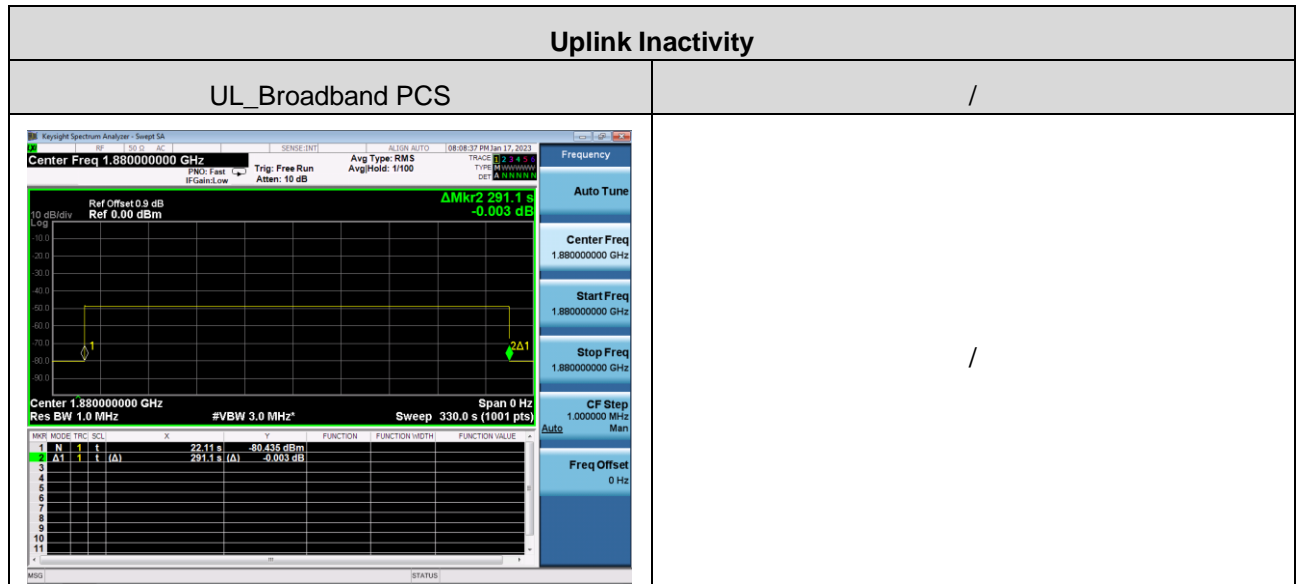 Uplink Inactivity
UL_Broadband PCS /
Keysight Spectrum Analyzer - Swept SA
RF 50 Ω AC SENSE:INT ALIGN AUTO 08:08:37 PM Jan 17, 2023
Center Freq 1.880000000 GHz
PNO: Fast
IFGain:Low
Trig: Free Run
Atten: 10 dB
Avg Type: RMS
Avg|Hold: 1/100
TRACE 1 2 3 4 5 6
TYPE M W W W W W
DET A N N N N N
Frequency
Auto Tune
Center Freq
1.880000000 GHz
Start Freq
1.880000000 GHz
Stop Freq
1.880000000 GHz
CF Step
1.000000 MHz
Auto Man
Freq Offset
0 Hz
ΔMkr2 291.1 s
-0.003 dB
Ref Offset 0.9 dB
10 dB/div Ref 0.00 dBm
Log
-10.0
-20.0
-30.0
-40.0
-50.0
-60.0
-70.0
-80.0
-90.0
1
2Δ1
Center 1.880000000 GHz Span 0 Hz
Res BW 1.0 MHz #VBW 3.0 MHz* Sweep 330.0 s (1001 pts)
MKR MODE TRC SCL X Y FUNCTION FUNCTION WIDTH FUNCTION VALUE
1 N 1 t 22.11 s -80.435 dBm
2 Δ1 1 t (Δ) 291.1 s (Δ) -0.003 dB
3
4
5
6
7
8
9
10
11
MSG STATUS
/